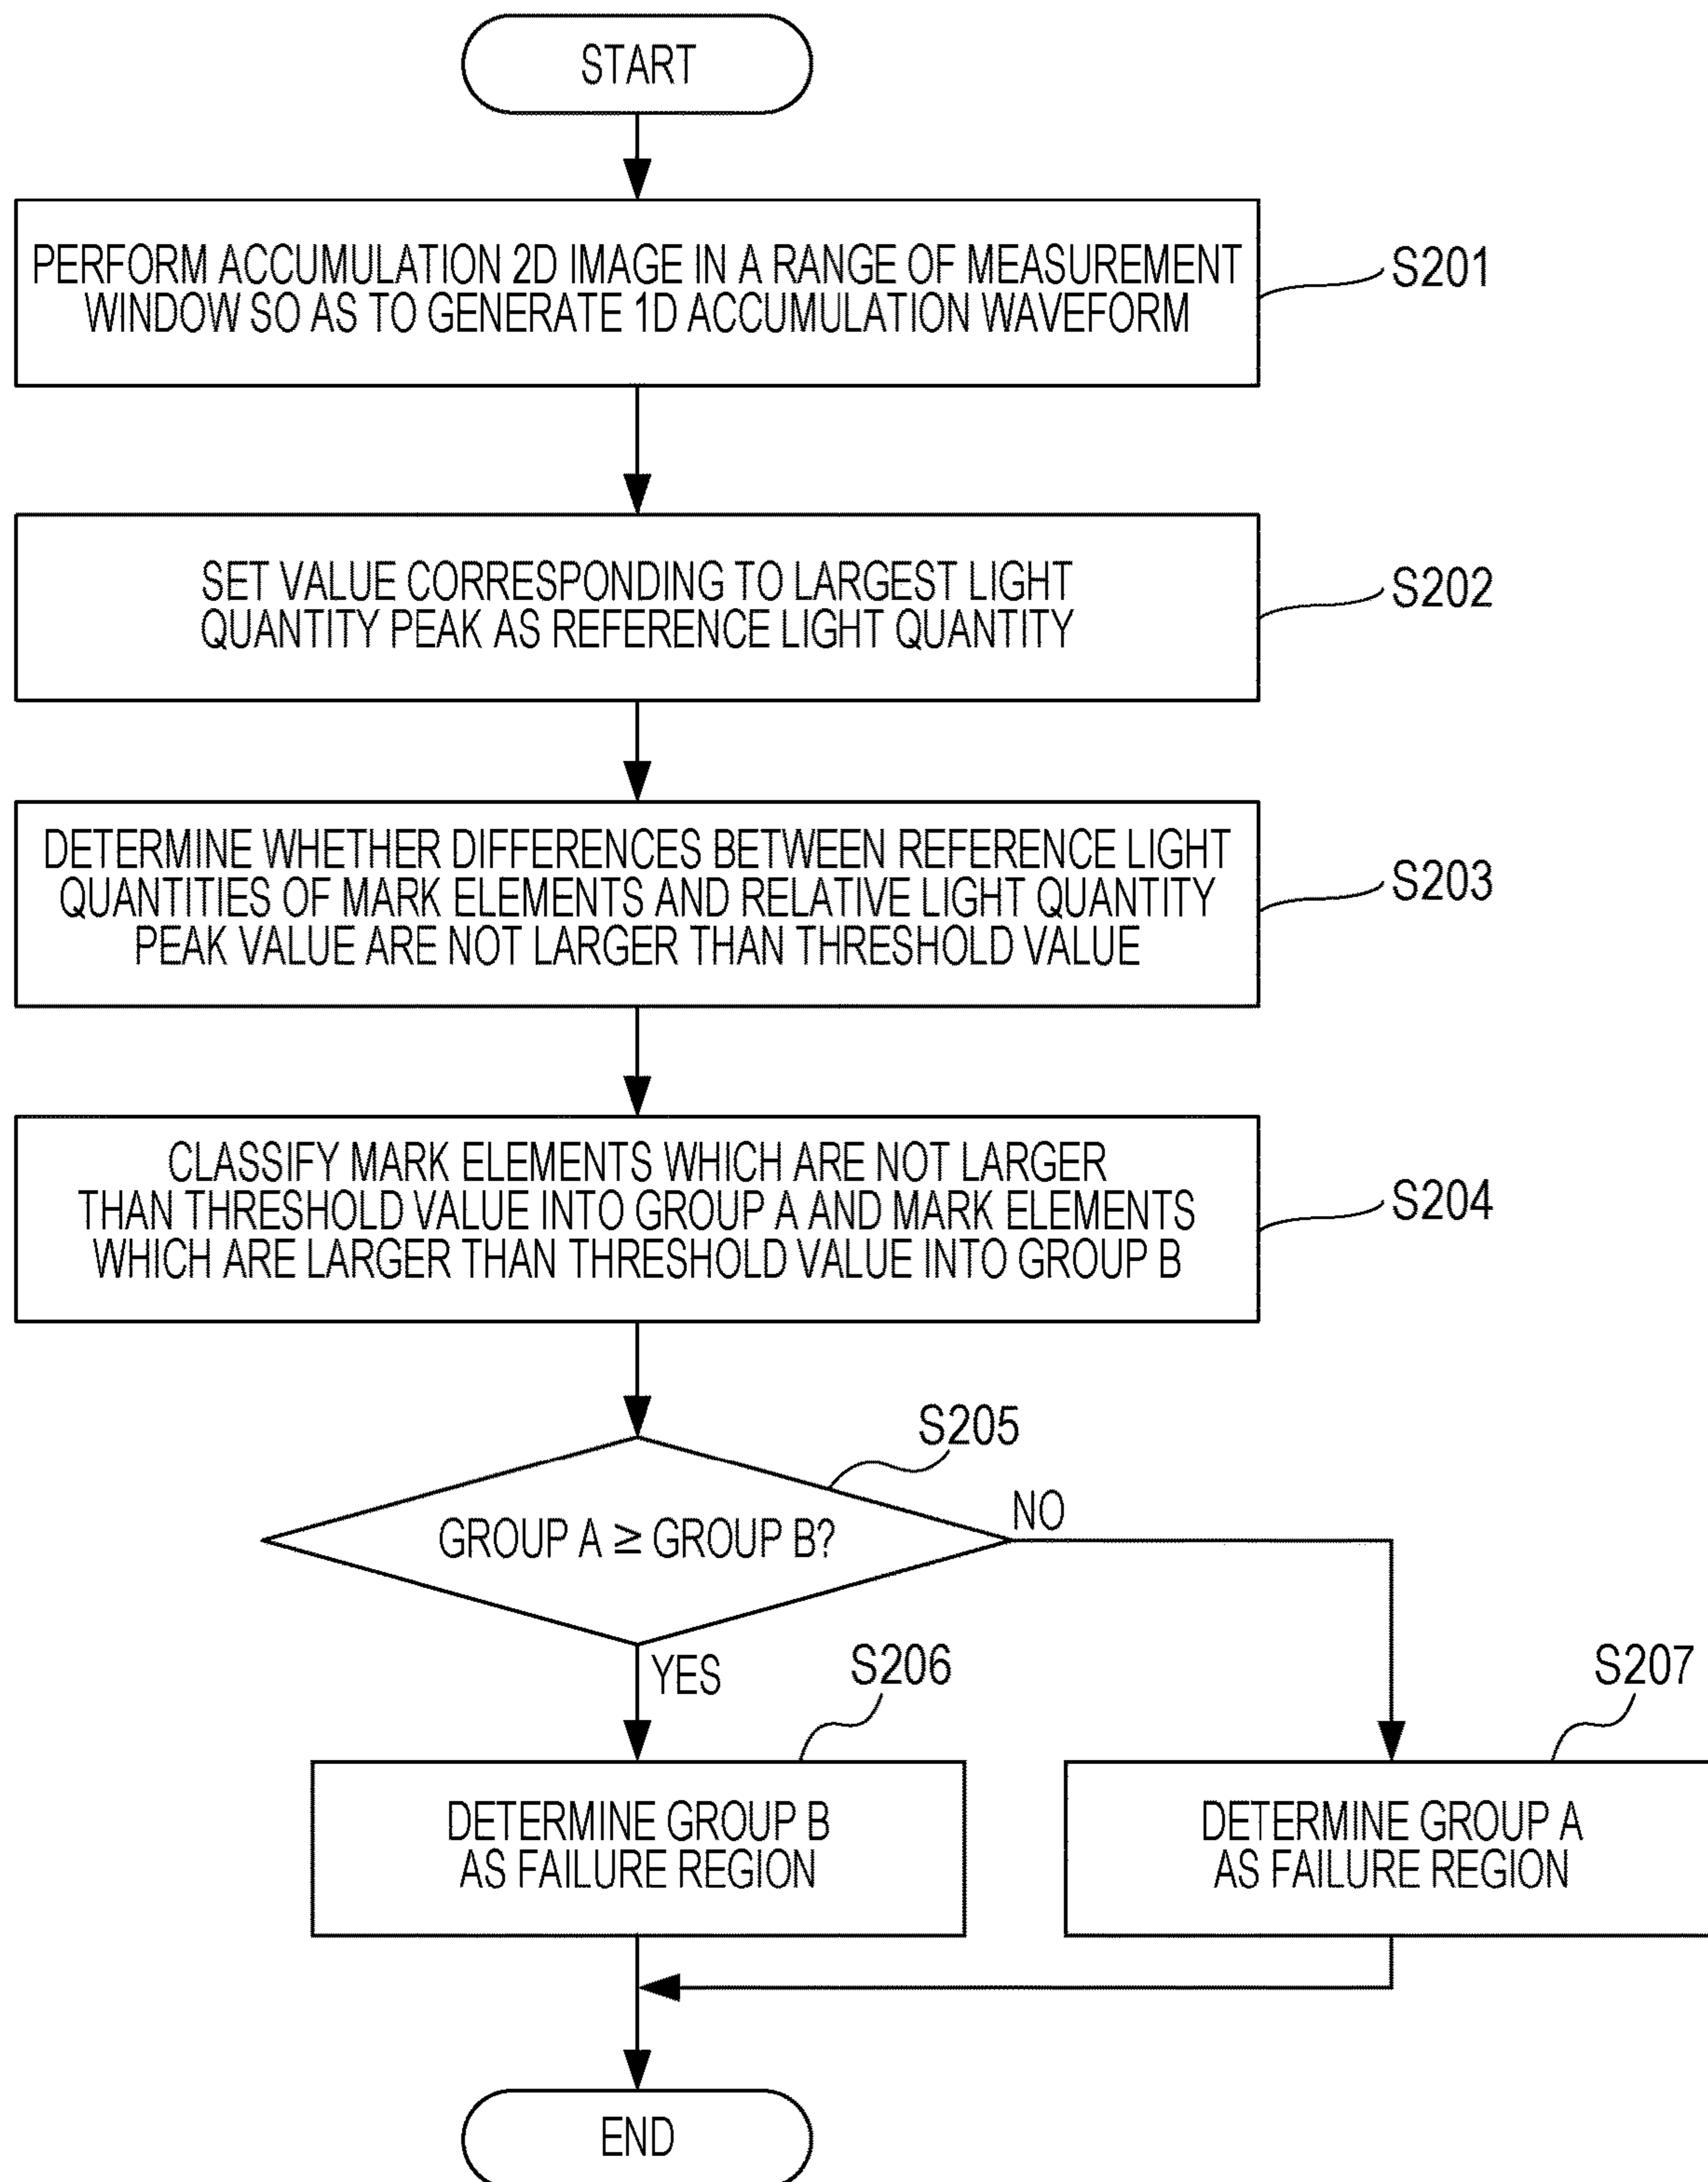 START
PERFORM ACCUMULATION 2D IMAGE IN A RANGE OF MEASUREMENT
WINDOW SO AS TO GENERATE 1D ACCUMULATION WAVEFORM
S201
SET VALUE CORRESPONDING TO LARGEST LIGHT
QUANTITY PEAK AS REFERENCE LIGHT QUANTITY
S202
DETERMINE WHETHER DIFFERENCES BETWEEN REFERENCE LIGHT
QUANTITIES OF MARK ELEMENTS AND RELATIVE LIGHT QUANTITY
PEAK VALUE ARE NOT LARGER THAN THRESHOLD VALUE
S203
CLASSIFY MARK ELEMENTS WHICH ARE NOT LARGER
THAN THRESHOLD VALUE INTO GROUP A AND MARK ELEMENTS
WHICH ARE LARGER THAN THRESHOLD VALUE INTO GROUP B
S204
S205
GROUP A ≥ GROUP B?
NO
YES
S206
DETERMINE GROUP B
AS FAILURE REGION
S207
DETERMINE GROUP A
AS FAILURE REGION
END